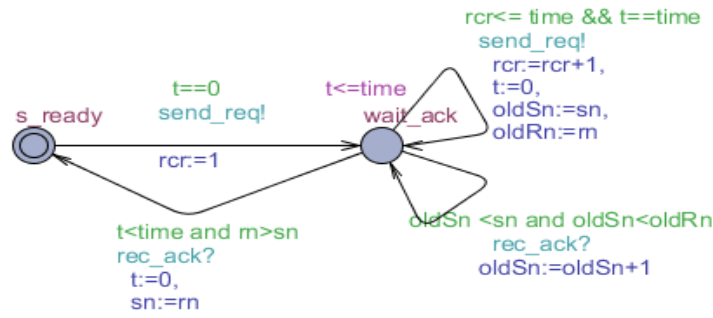 rcr<= time && t==time
send_req!
rcr:=rcr+1,
t:=0,
oldSn:=sn,
oldRn:=rn
t==0
send_req!
t<=time
s_ready
wait_ack
rcr:=1
t<time and rn>sn
rec_ack?
t:=0,
sn:=rn
oldSn <sn and oldSn<oldRn
rec_ack?
oldSn:=oldSn+1